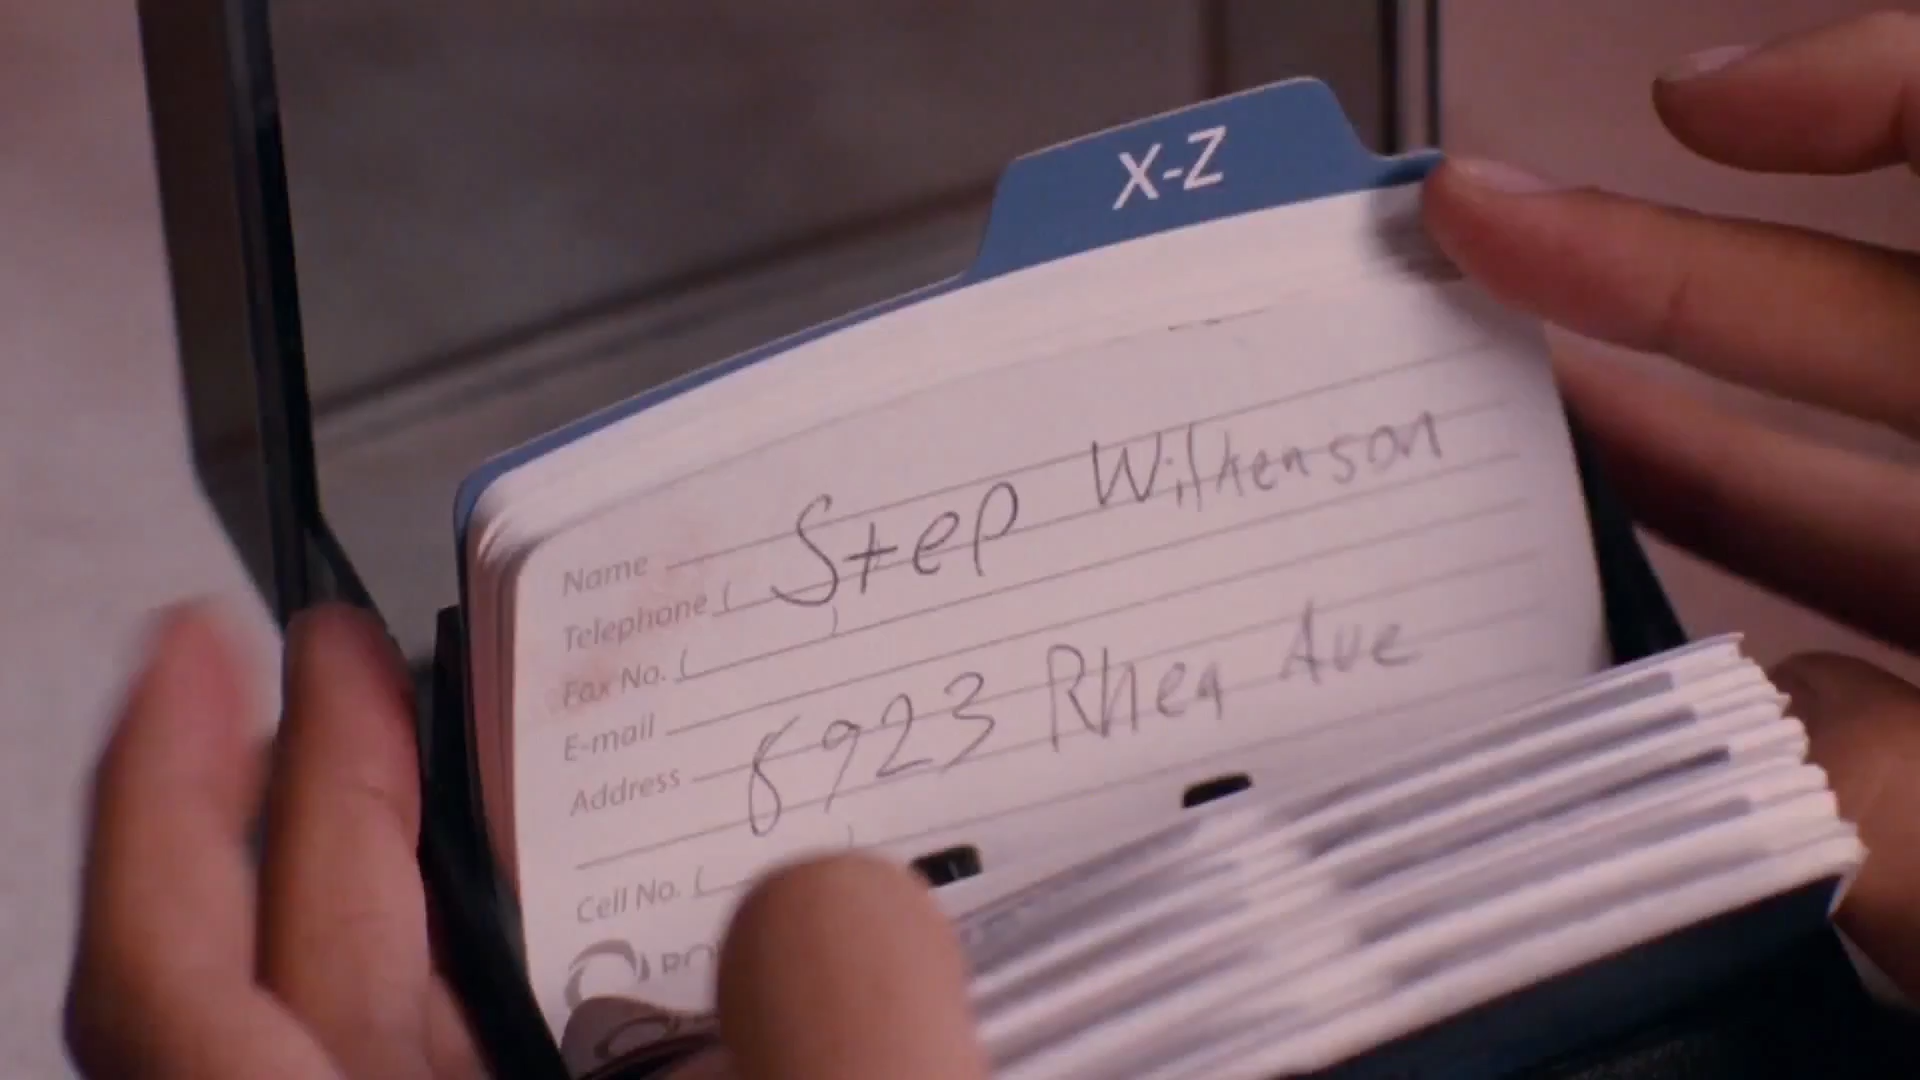 X-Z
Name Step Wilkenson
Telephone ( )
Fax No. ( )
E-mail
Address 8923 Rhea Ave
Cell No. ( )